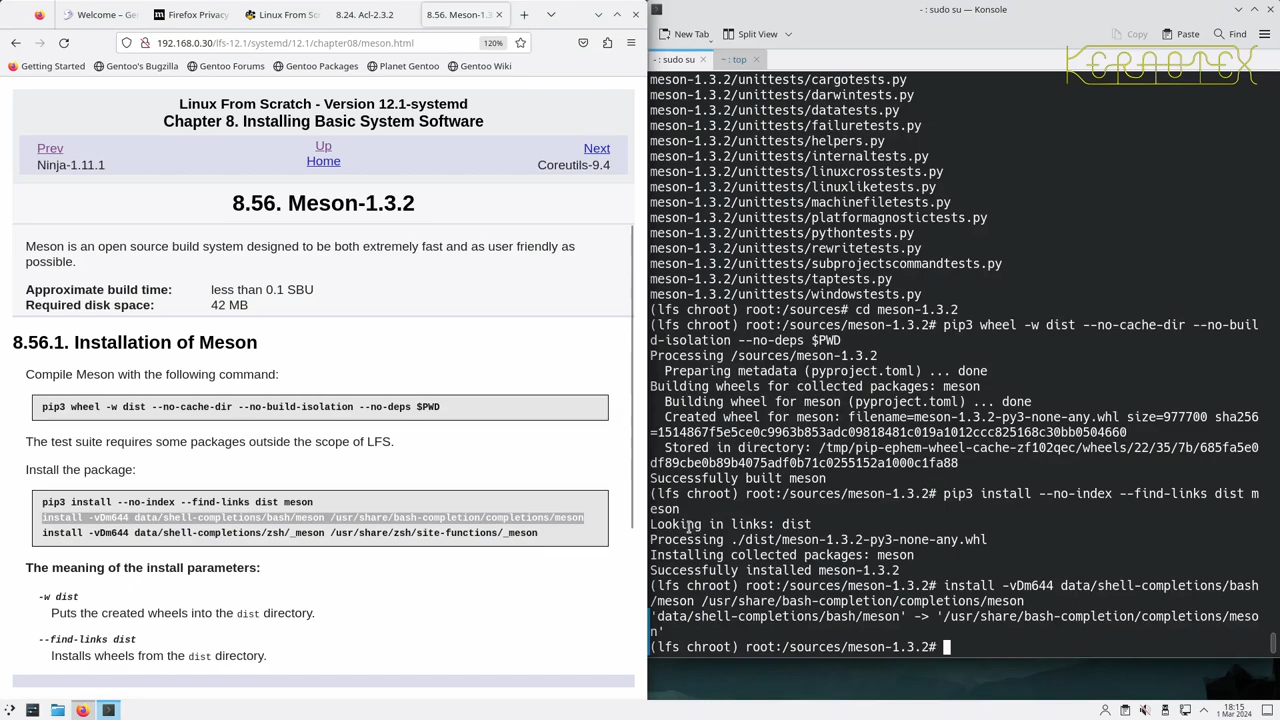 Welcome – Ge
Firefox Privacy
Linux From Scr
8.24. Acl-2.3.2
8.56. Meson-1.3
192.168.0.30/lfs-12.1/systemd/12.1/chapter08/meson.html
120%
Getting Started
Gentoo's Bugzilla
Gentoo Forums
Gentoo Packages
Planet Gentoo
Gentoo Wiki
Linux From Scratch - Version 12.1-systemd
Chapter 8. Installing Basic System Software
Prev
Up
Next
Ninja-1.11.1
Home
Coreutils-9.4
8.56. Meson-1.3.2
Meson is an open source build system designed to be both extremely fast and as user friendly as
possible.
Approximate build time: less than 0.1 SBU
Required disk space: 42 MB
8.56.1. Installation of Meson
Compile Meson with the following command:
pip3 wheel -w dist --no-cache-dir --no-build-isolation --no-deps $PWD
The test suite requires some packages outside the scope of LFS.
Install the package:
pip3 install --no-index --find-links dist meson
install -vDm644 data/shell-completions/bash/meson /usr/share/bash-completion/completions/meson
install -vDm644 data/shell-completions/zsh/_meson /usr/share/zsh/site-functions/_meson
The meaning of the install parameters:
-w dist
Puts the created wheels into the dist directory.
--find-links dist
Installs wheels from the dist directory.
- : sudo su — Konsole
New Tab
Split View
Copy
Paste
Find
- : sudo su
~ : top
KERNOTEX
meson-1.3.2/unittests/cargotests.py
meson-1.3.2/unittests/darwintests.py
meson-1.3.2/unittests/datatests.py
meson-1.3.2/unittests/failuretests.py
meson-1.3.2/unittests/helpers.py
meson-1.3.2/unittests/internaltests.py
meson-1.3.2/unittests/linuxcrosstests.py
meson-1.3.2/unittests/linuxliketests.py
meson-1.3.2/unittests/machinefiletests.py
meson-1.3.2/unittests/platformagnostictests.py
meson-1.3.2/unittests/pythontests.py
meson-1.3.2/unittests/rewritetests.py
meson-1.3.2/unittests/subprojectscommandtests.py
meson-1.3.2/unittests/taptests.py
meson-1.3.2/unittests/windowstests.py
(lfs chroot) root:/sources# cd meson-1.3.2
(lfs chroot) root:/sources/meson-1.3.2# pip3 wheel -w dist --no-cache-dir --no-buil
d-isolation --no-deps $PWD
Processing /sources/meson-1.3.2
Preparing metadata (pyproject.toml) ... done
Building wheels for collected packages: meson
Building wheel for meson (pyproject.toml) ... done
Created wheel for meson: filename=meson-1.3.2-py3-none-any.whl size=977700 sha256
=1514867f5e5ce0c9963b853adc09818481c019a1012ccc825168c30bb0504660
Stored in directory: /tmp/pip-ephem-wheel-cache-zf102qec/wheels/22/35/7b/685fa5e0
df89cbe0b89b4075adf0b71c0255152a1000c1fa88
Successfully built meson
(lfs chroot) root:/sources/meson-1.3.2# pip3 install --no-index --find-links dist m
eson
Looking in links: dist
Processing ./dist/meson-1.3.2-py3-none-any.whl
Installing collected packages: meson
Successfully installed meson-1.3.2
(lfs chroot) root:/sources/meson-1.3.2# install -vDm644 data/shell-completions/bash
/meson /usr/share/bash-completion/completions/meson
'data/shell-completions/bash/meson' -> '/usr/share/bash-completion/completions/meso
n'
(lfs chroot) root:/sources/meson-1.3.2#
18:15
1 Mar 2024